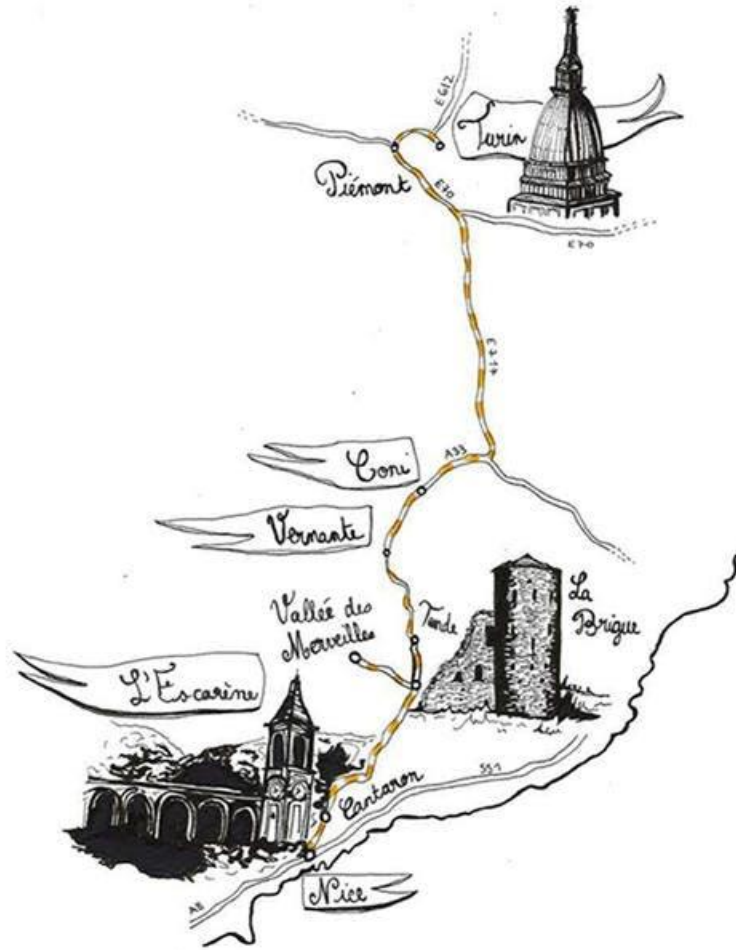 E612
Turin
Piémont
E70
E70
E717
A33
Coni
Vernante
Vallée des
Merveilles
Tende
La
Brigue
L'Escarène
Cantaron
SS1
Nice
A8